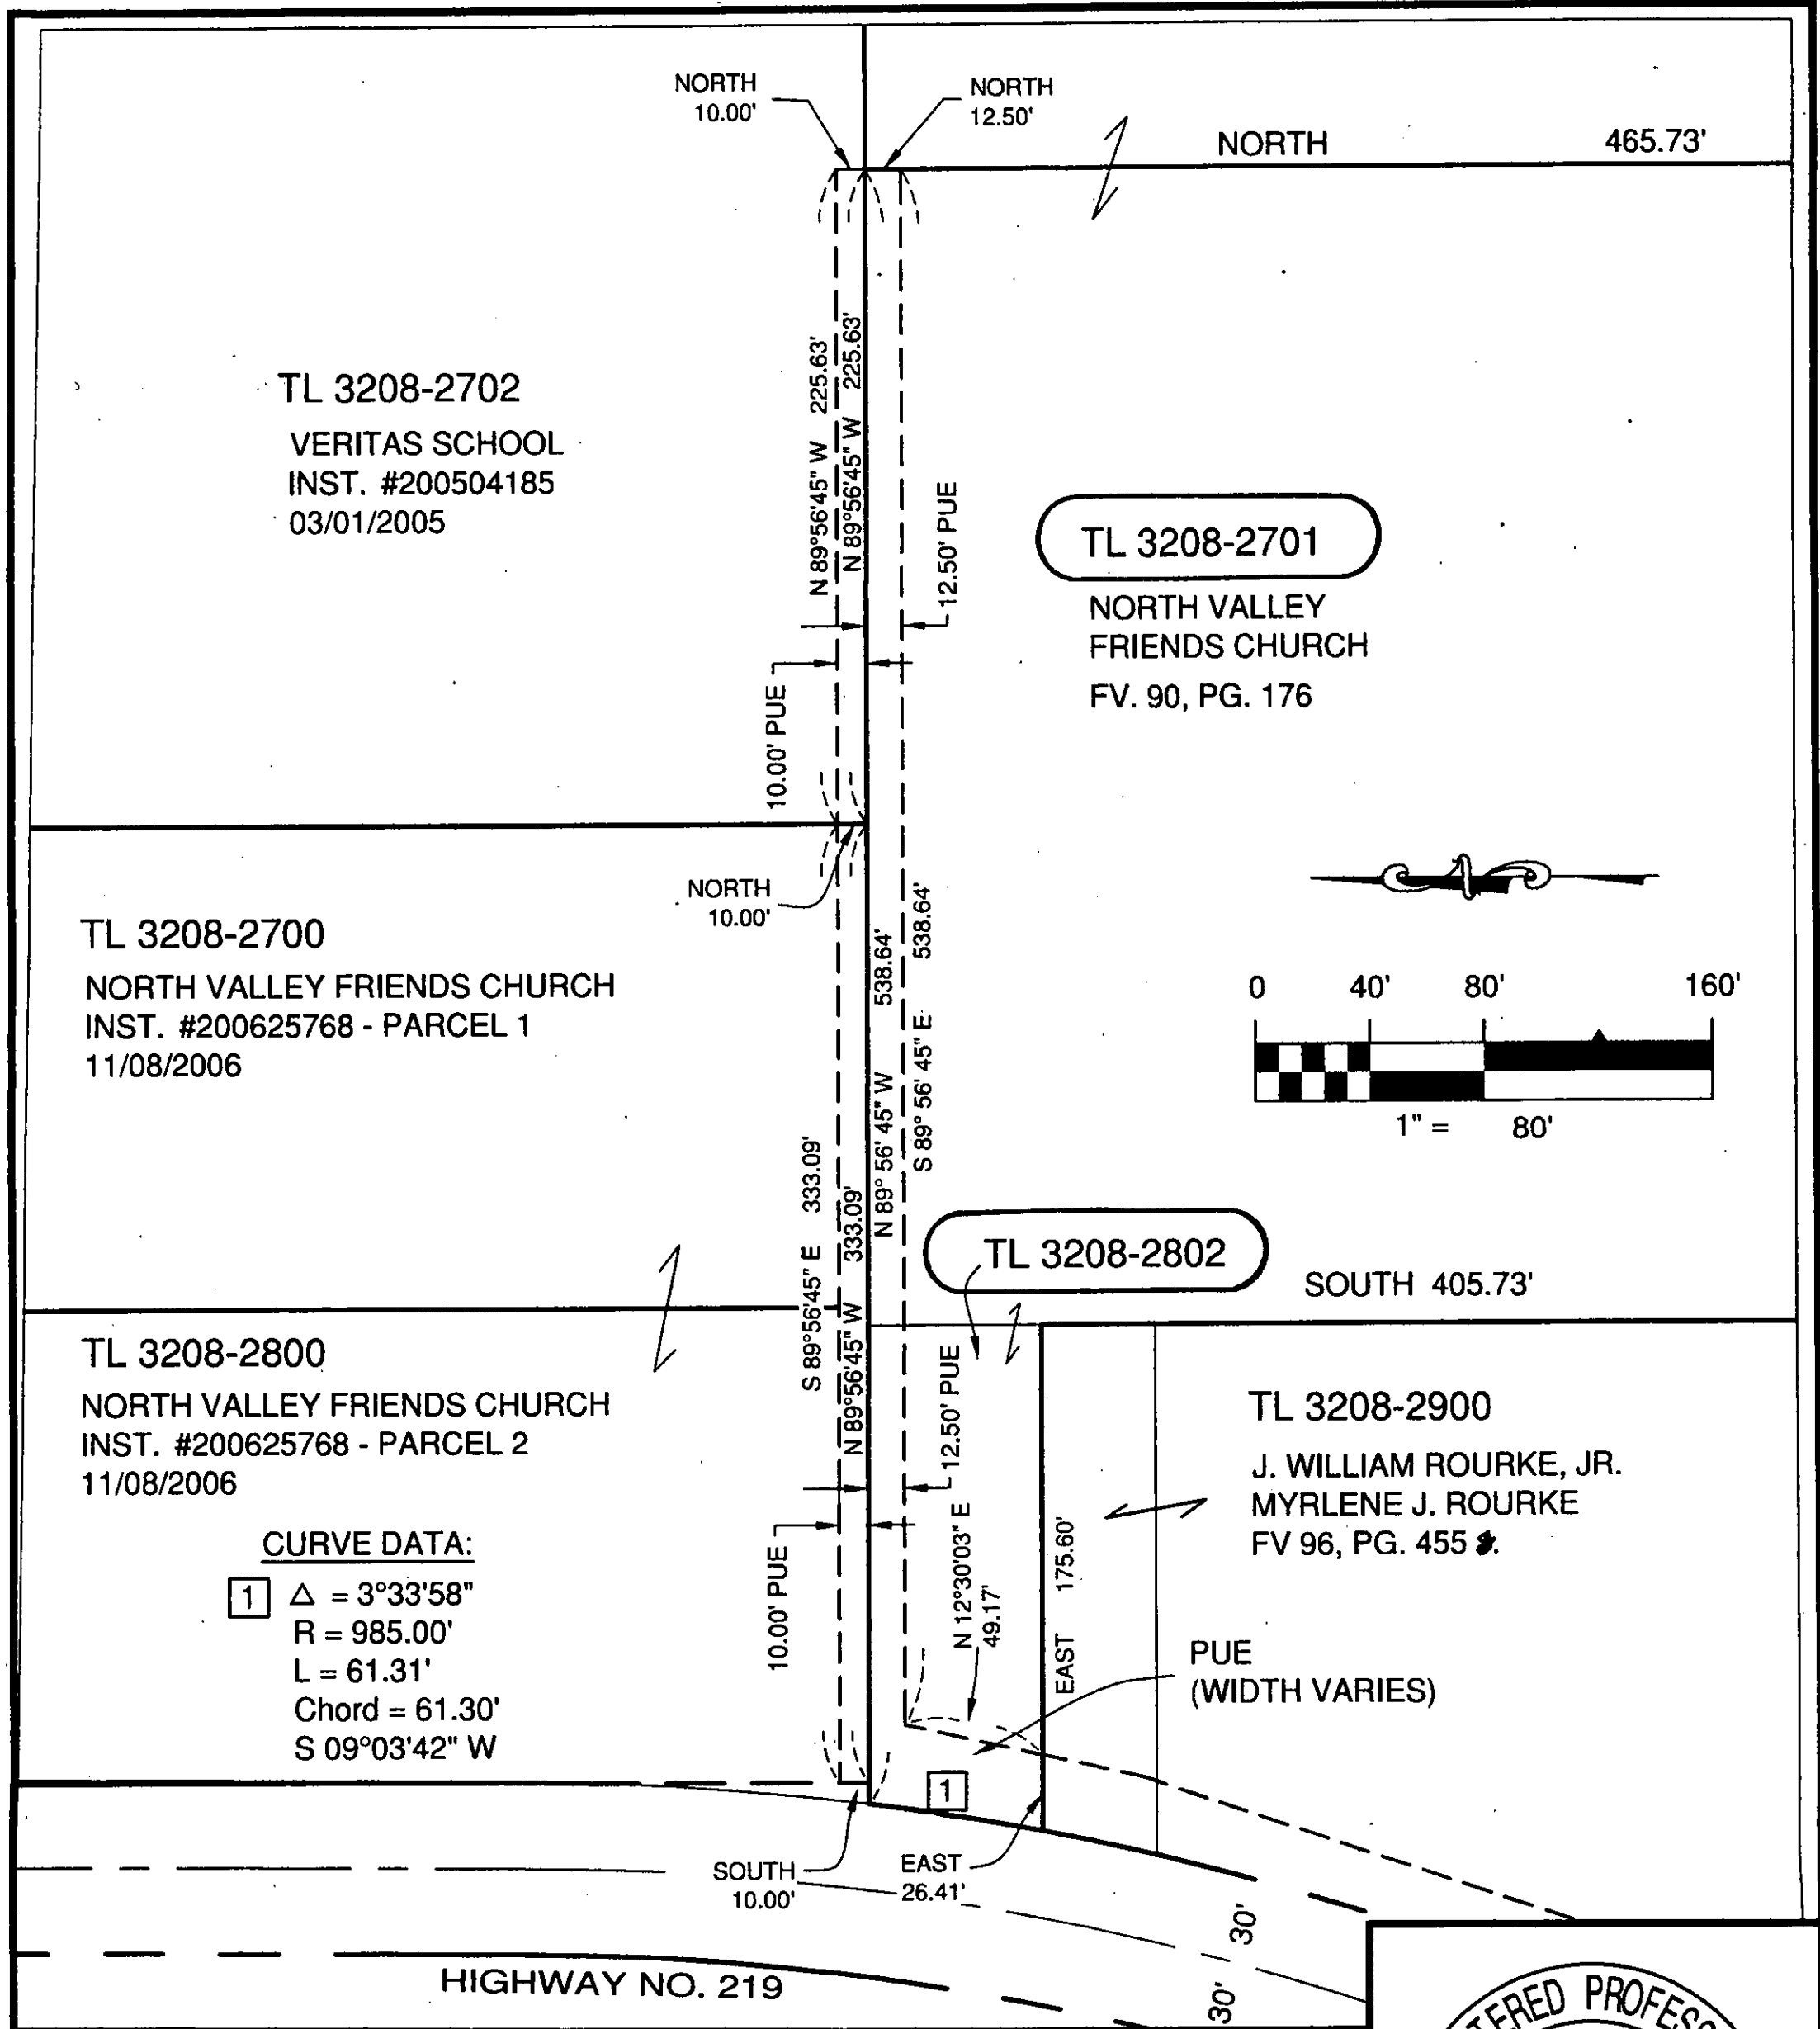 NORTH
10.00'
NORTH
12.50'
NORTH 465.73'
TL 3208-2702
VERITAS SCHOOL
INST. #200504185
03/01/2005
N 89°56'45" W 225.63'
N 89°56'45" W 225.63'
12.50' PUE
10.00' PUE
TL 3208-2701
NORTH VALLEY
FRIENDS CHURCH
FV. 90, PG. 176
NORTH
10.00'
TL 3208-2700
NORTH VALLEY FRIENDS CHURCH
INST. #200625768 - PARCEL 1
11/08/2006
S 89°56'45" E 333.09'
N 89°56'45" W 333.09'
N 89° 56' 45" W 538.64'
S 89° 56' 45" E 538.64'
0 40' 80' 160'
1" = 80'
TL 3208-2802
SOUTH 405.73'
TL 3208-2800
NORTH VALLEY FRIENDS CHURCH
INST. #200625768 - PARCEL 2
11/08/2006
12.50' PUE
10.00' PUE
N 12°30'03" E
49.17'
EAST 175.60'
TL 3208-2900
J. WILLIAM ROURKE, JR.
MYRLENE J. ROURKE
FV 96, PG. 455
CURVE DATA:
1 Δ = 3°33'58"
R = 985.00'
L = 61.31'
Chord = 61.30'
S 09°03'42" W
PUE
(WIDTH VARIES)
1
SOUTH
10.00'
EAST
26.41'
30'
30'
HIGHWAY NO. 219
TERED PROFESS